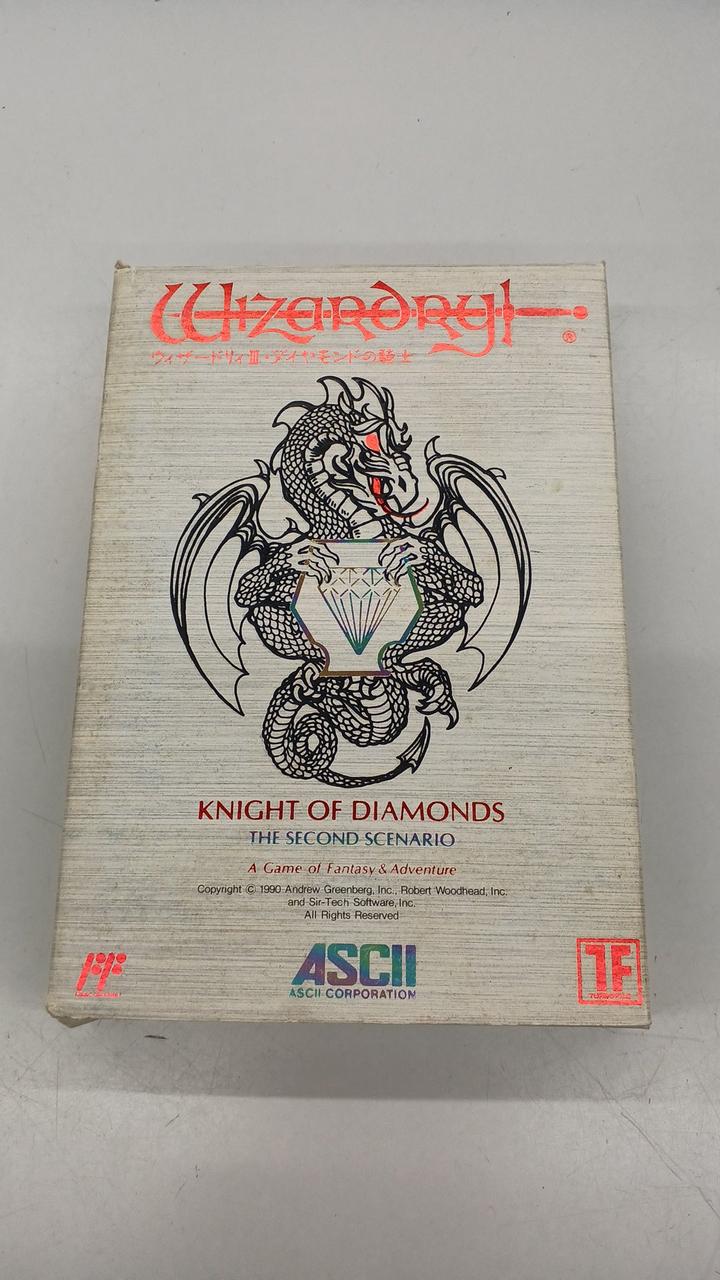 Wizardry®
ウィザードリィⅢ・ダイヤモンドの騎士
KNIGHT OF DIAMONDS
THE SECOND SCENARIO
A Game of Fantasy & Adventure
Copyright © 1990 Andrew Greenberg, Inc., Robert Woodhead, Inc.
and Sir-Tech Software, Inc.
All Rights Reserved
ASCII
ASCII CORPORATION
TF